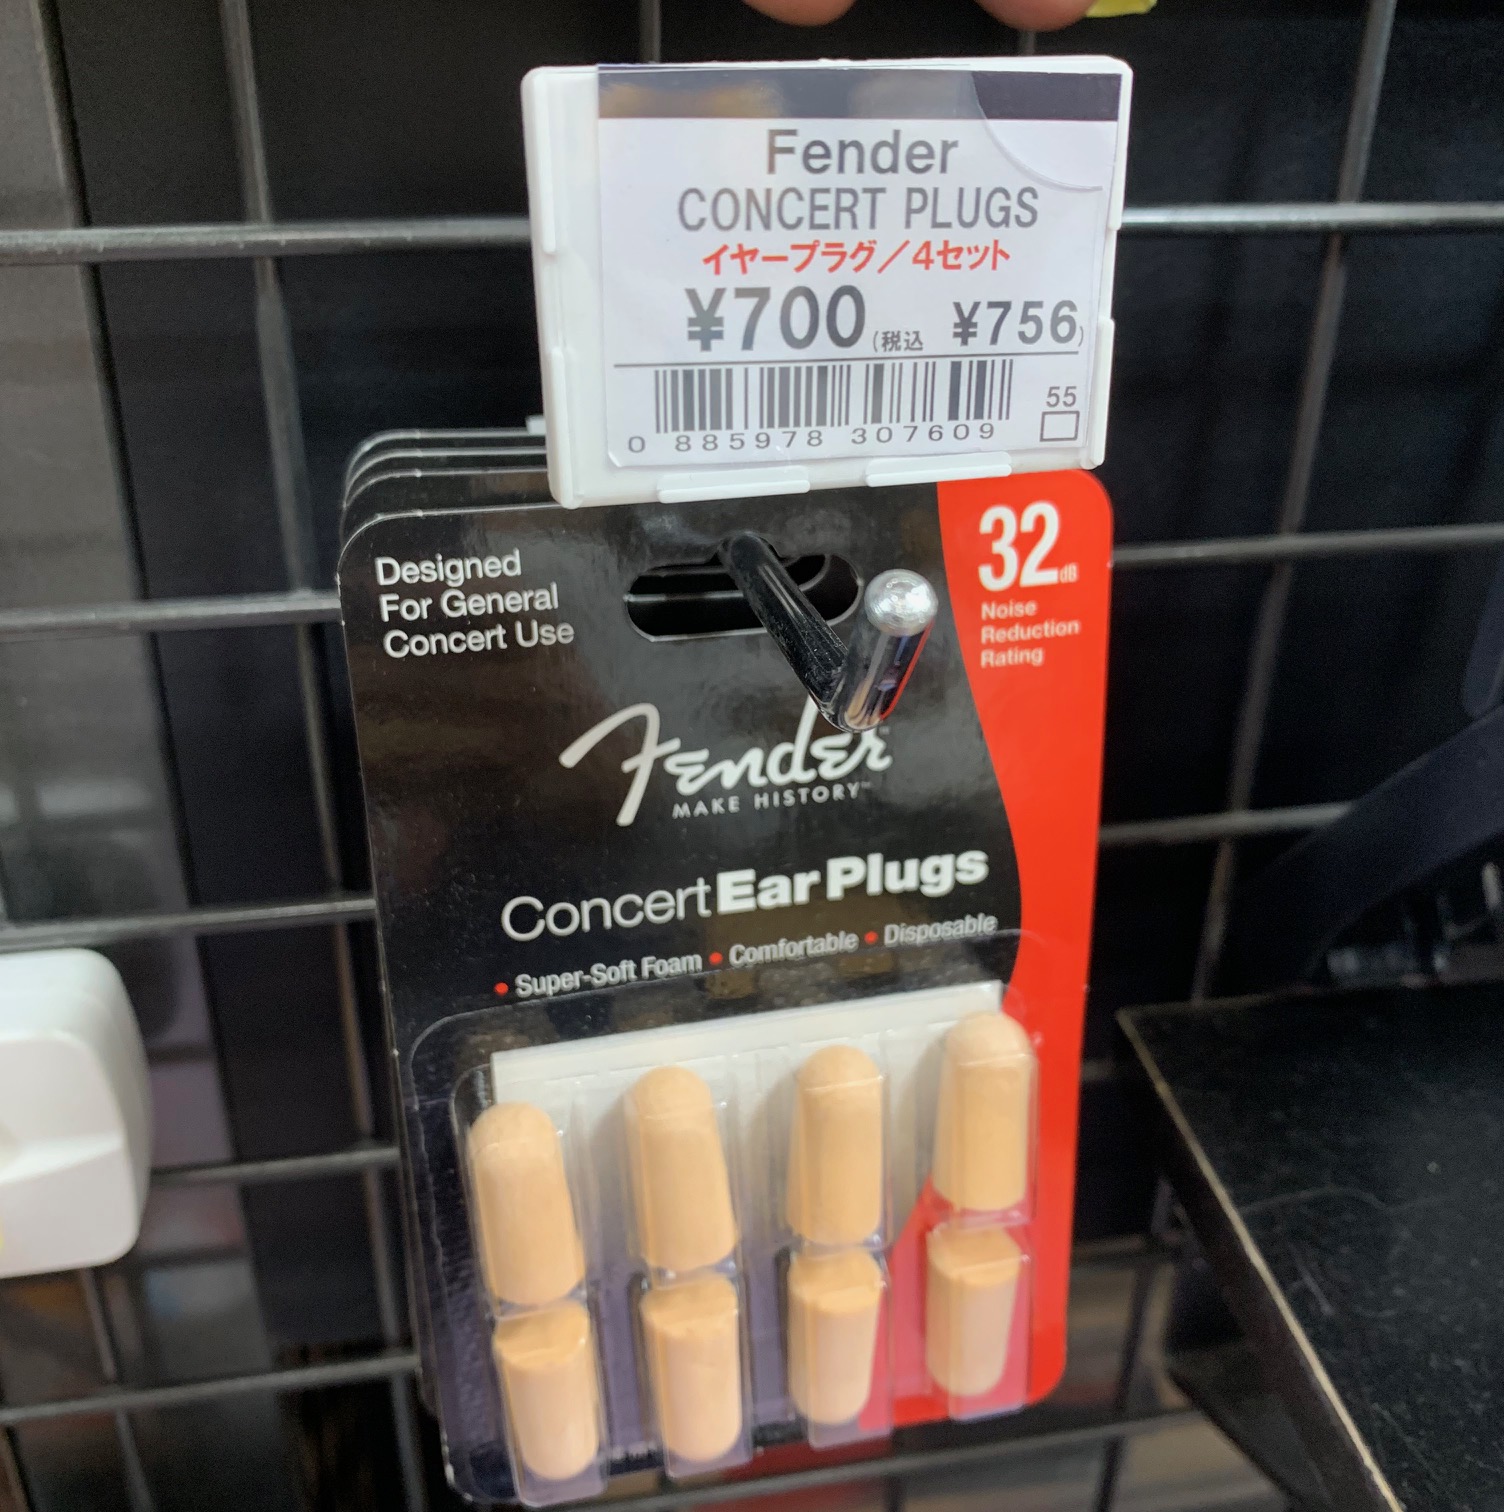 Fender
CONCERT PLUGS
イヤープラグ／4セット
¥700(税込 ¥756)
55
0 885978 307609
Designed
For General
Concert Use
32dB
Noise
Reduction
Rating
Fender
MAKE HISTORY™
Concert Ear Plugs
• Super-Soft Foam • Comfortable • Disposable